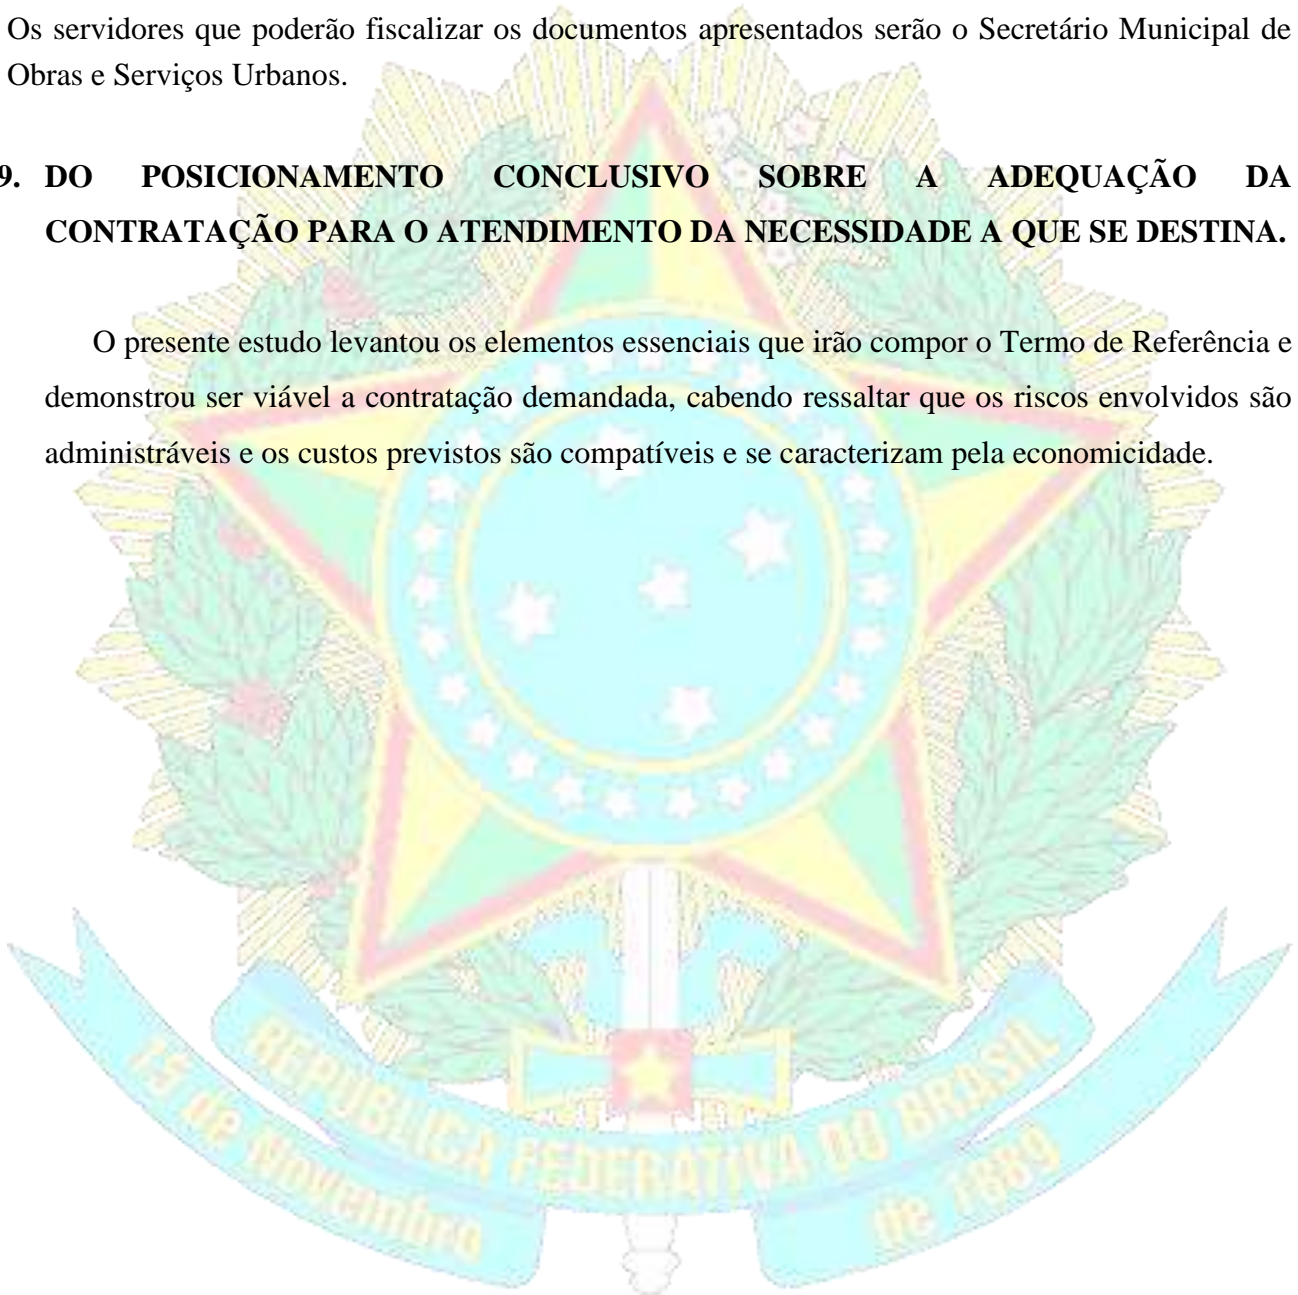 Os servidores que poderão fiscalizar os documentos apresentados serão o Secretário Municipal de
Obras e Serviços Urbanos.
9. DO POSICIONAMENTO CONCLUSIVO SOBRE A ADEQUAÇÃO DA
CONTRATAÇÃO PARA O ATENDIMENTO DA NECESSIDADE A QUE SE DESTINA.
O presente estudo levantou os elementos essenciais que irão compor o Termo de Referência e
demonstrou ser viável a contratação demandada, cabendo ressaltar que os riscos envolvidos são
administráveis e os custos previstos são compatíveis e se caracterizam pela economicidade.
REPÚBLICA FEDERATIVA DO BRASIL
15 de Novembro
de 1889